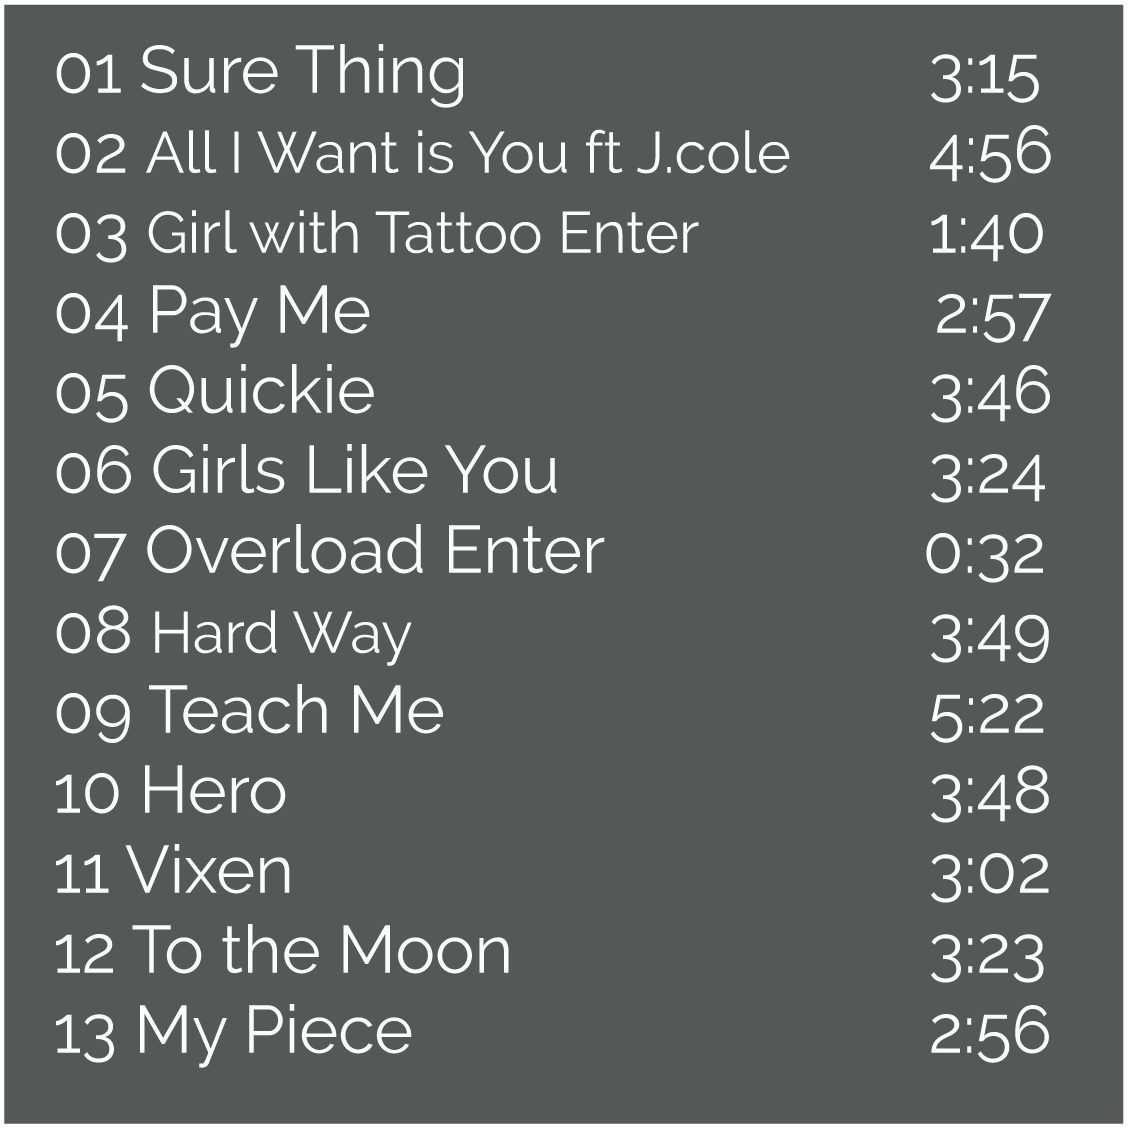 01 Sure Thing 3:15
02 All I Want is You ft J.cole 4:56
03 Girl with Tattoo Enter 1:40
04 Pay Me 2:57
05 Quickie 3:46
06 Girls Like You 3:24
07 Overload Enter 0:32
08 Hard Way 3:49
09 Teach Me 5:22
10 Hero 3:48
11 Vixen 3:02
12 To the Moon 3:23
13 My Piece 2:56